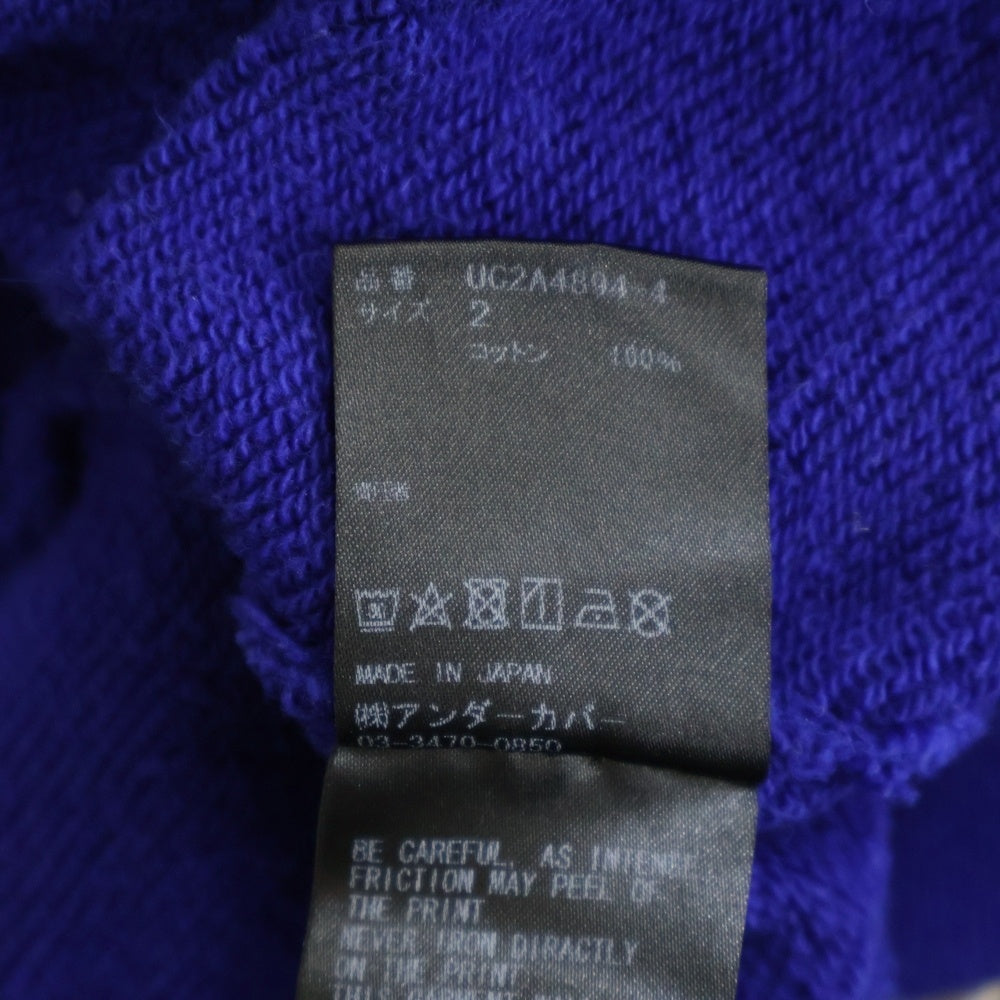 品番 UC2A4894-4
サイズ 2
コットン 100%
MADE IN JAPAN
㈱アンダーカバー
03-3470-0850
BE CAREFUL, AS INTENSE
FRICTION MAY PEEL OF
THE PRINT
NEVER IRON DIRACTLY
ON THE PRINT
THIS GARMENT